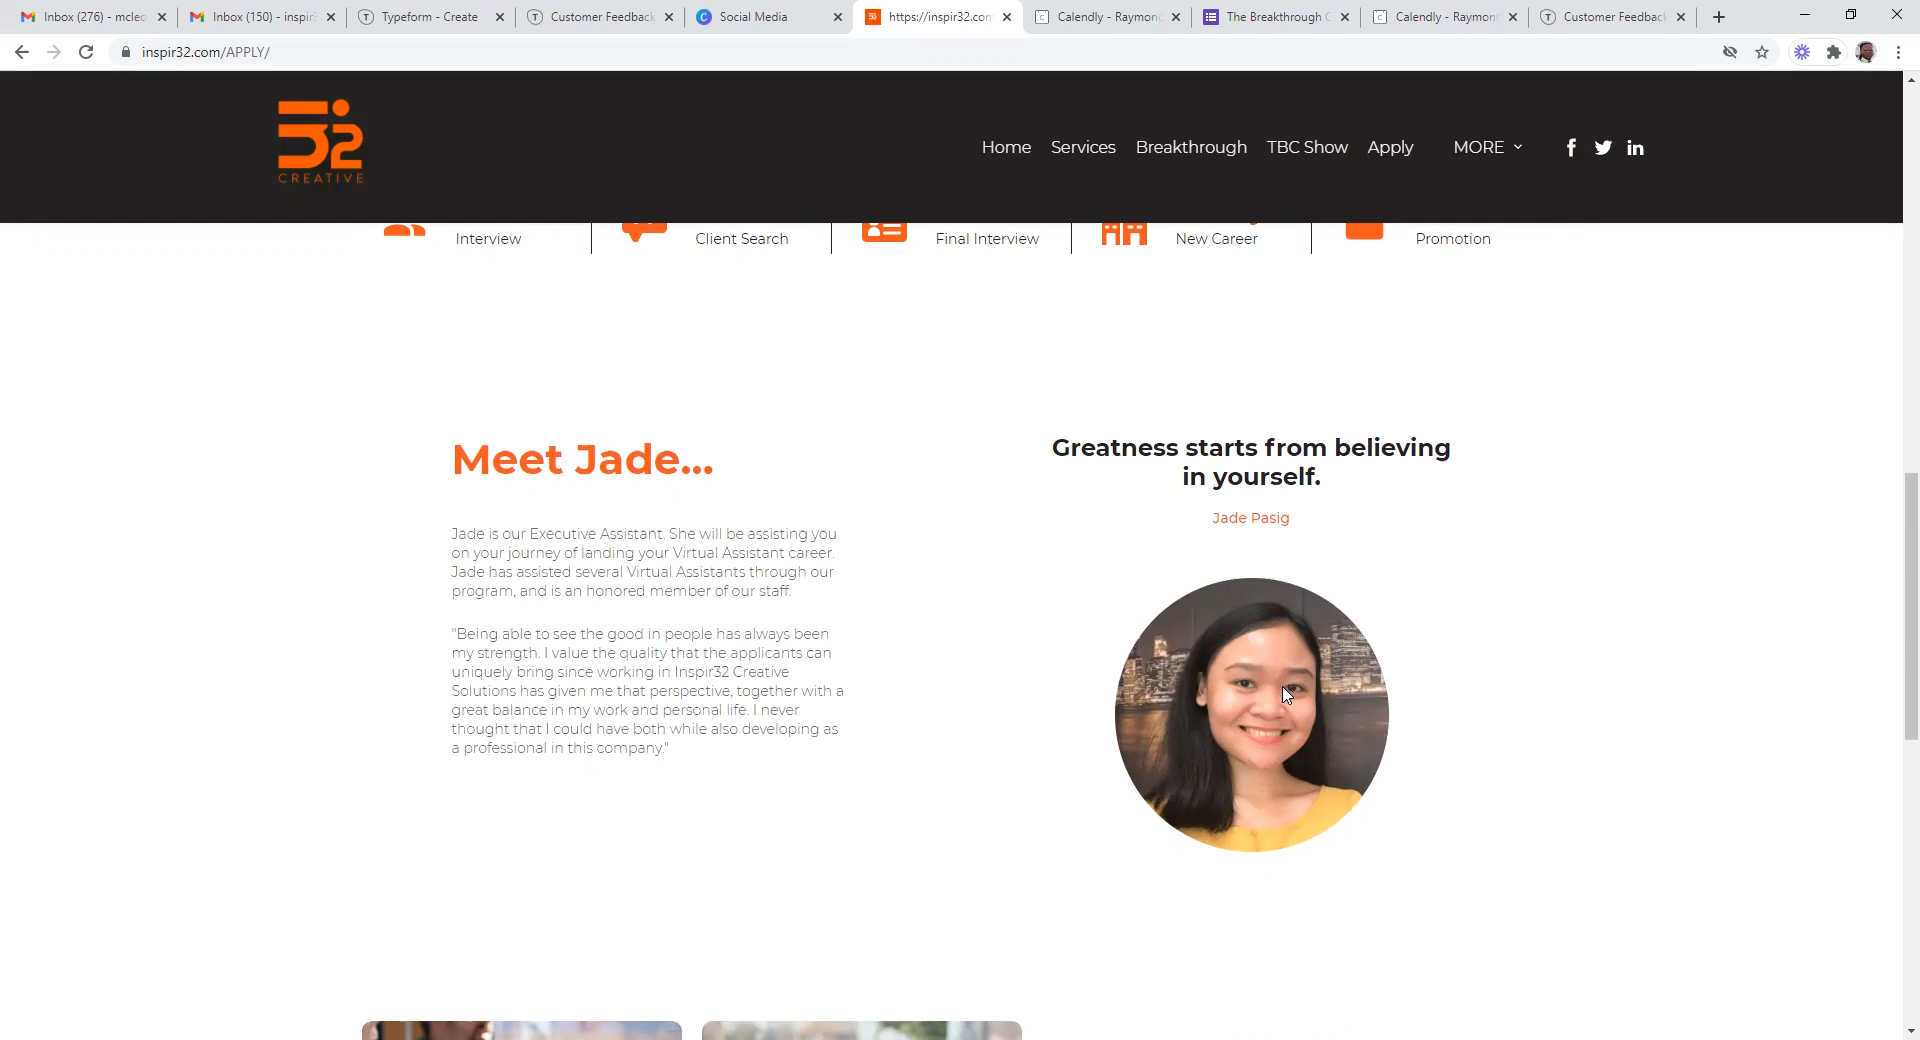 Inbox (276) - mcleo
Inbox (150) - inspir
Typeform - Create
Customer Feedback
Social Media
https://inspir32.com
Calendly - Raymon
The Breakthrough C
Calendly - Raymon
Customer Feedbac
inspir32.com/APPLY/
32
CREATIVE
Home Services Breakthrough TBC Show Apply MORE
Interview
Client Search
Final Interview
New Career
Promotion
Meet Jade...
Jade is our Executive Assistant. She will be assisting you
on your journey of landing your Virtual Assistant career.
Jade has assisted several Virtual Assistants through our
program, and is an honored member of our staff.
"Being able to see the good in people has always been
my strength. I value the quality that the applicants can
uniquely bring since working in Inspir32 Creative
Solutions has given me that perspective, together with a
great balance in my work and personal life. I never
thought that I could have both while also developing as
a professional in this company."
Greatness starts from believing
in yourself.
Jade Pasig